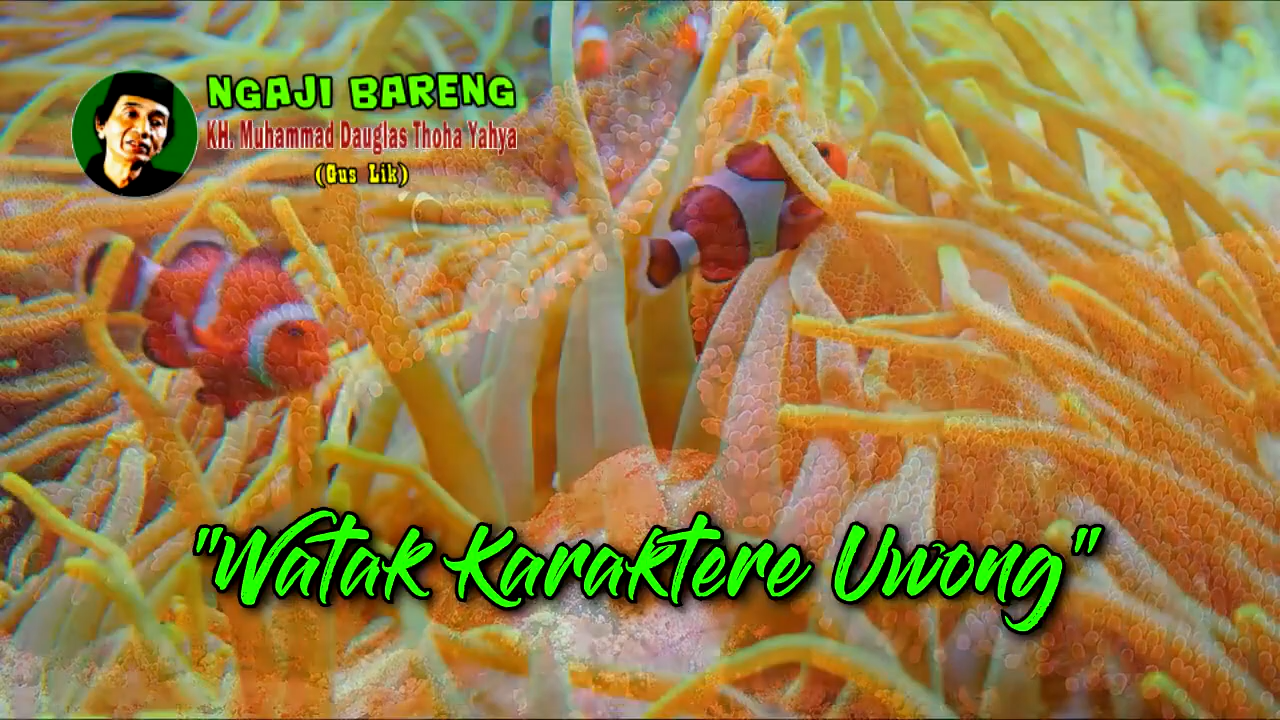 NGAJI BARENG
KH. Muhammad Dauglas Thoha Yahya
(Gus Lik)
"Watak Karaktere Uwong"